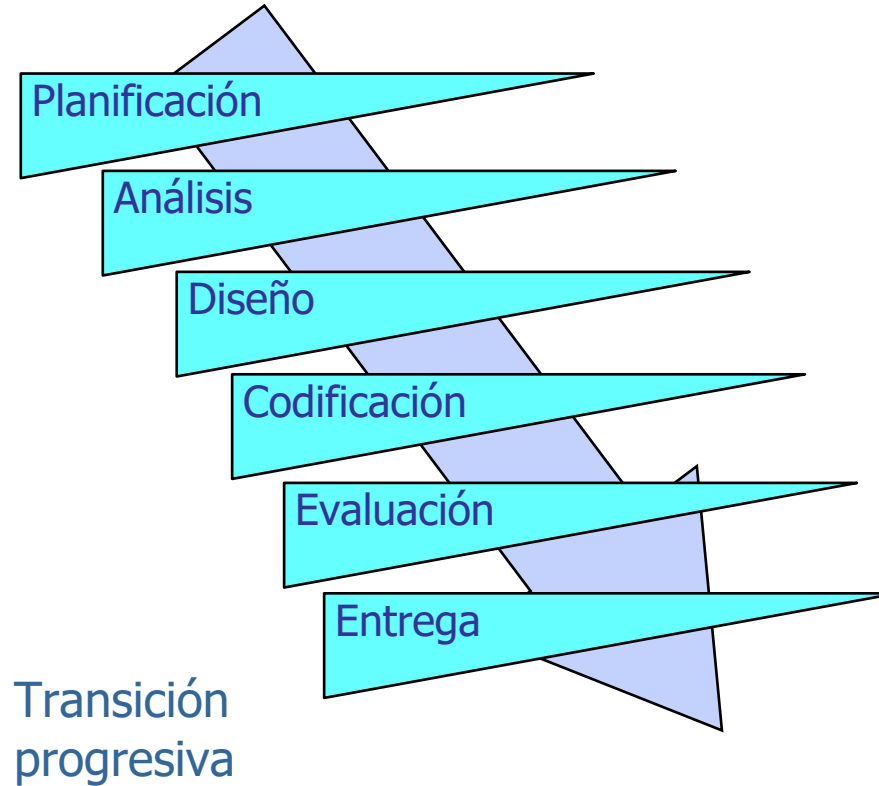 Planificación
Análisis
Diseño
Codificación
Evaluación
Entrega
Transición
progresiva